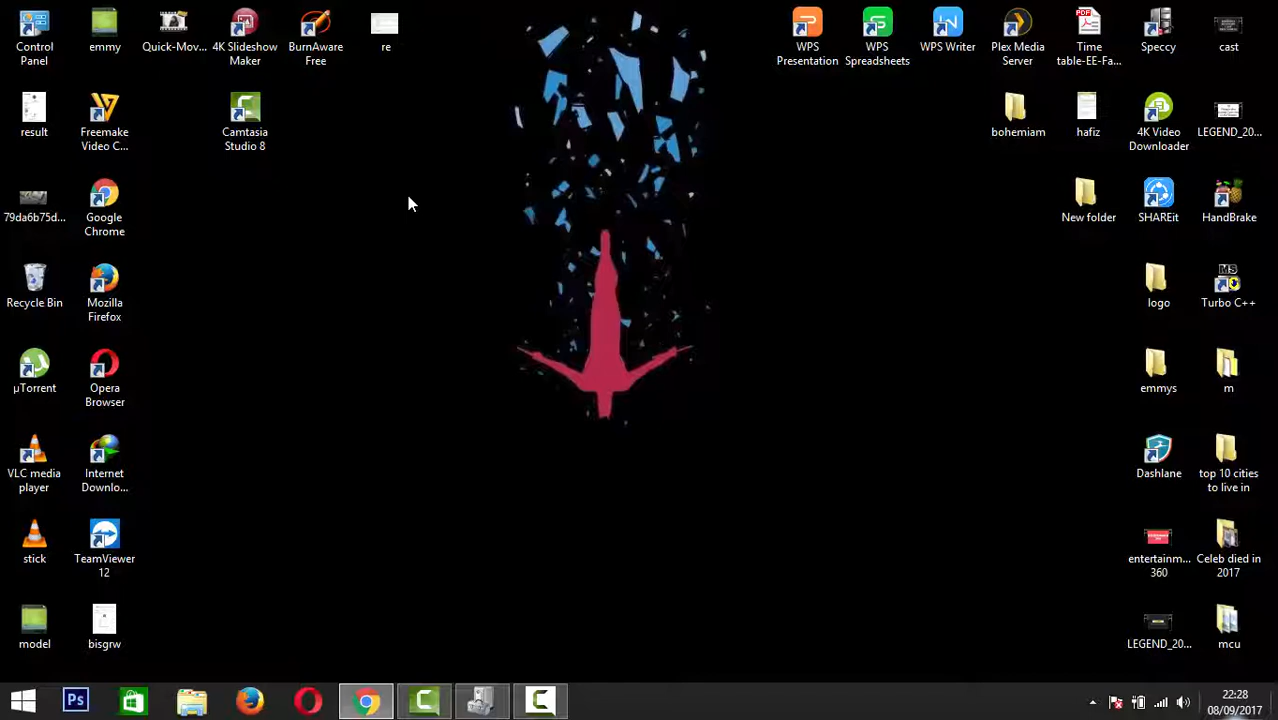 Control
Panel
emmy
Quick-Mov...
4K Slideshow
Maker
BurnAware
Free
re
WPS
Presentation
WPS
Spreadsheets
WPS Writer
Plex Media
Server
PDF
Time
table-EE-Fa...
Speccy
cast
result
Freemake
Video C...
Camtasia
Studio 8
bohemiam
hafiz
4K Video
Downloader
LEGEND_20...
79da6b75d...
Google
Chrome
New folder
SHAREit
HandBrake
Recycle Bin
Mozilla
Firefox
logo
MS
Turbo C++
µTorrent
Opera
Browser
emmys
m
VLC media
player
Internet
Downlo...
Dashlane
top 10 cities
to live in
stick
TeamViewer
12
entertainm...
360
Celeb died in
2017
model
bisgrw
LEGEND_20...
mcu
Ps
22:28
08/09/2017